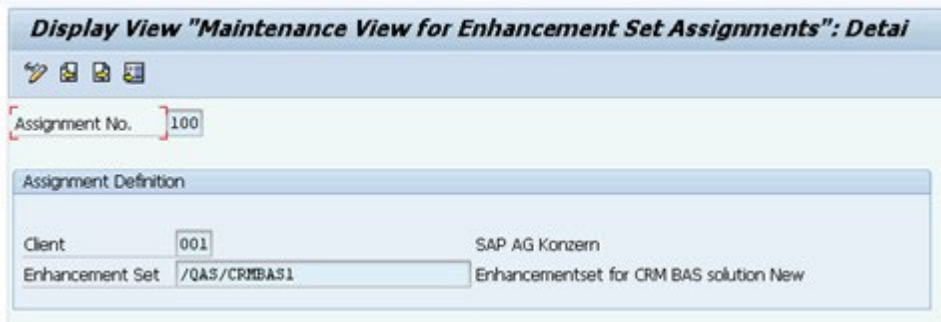 Display View "Maintenance View for Enhancement Set Assignments": Detai
Assignment No. 100
Assignment Definition
Client 001 SAP AG Konzern
Enhancement Set /QAS/CRMBAS1 Enhancementset for CRM BAS solution New